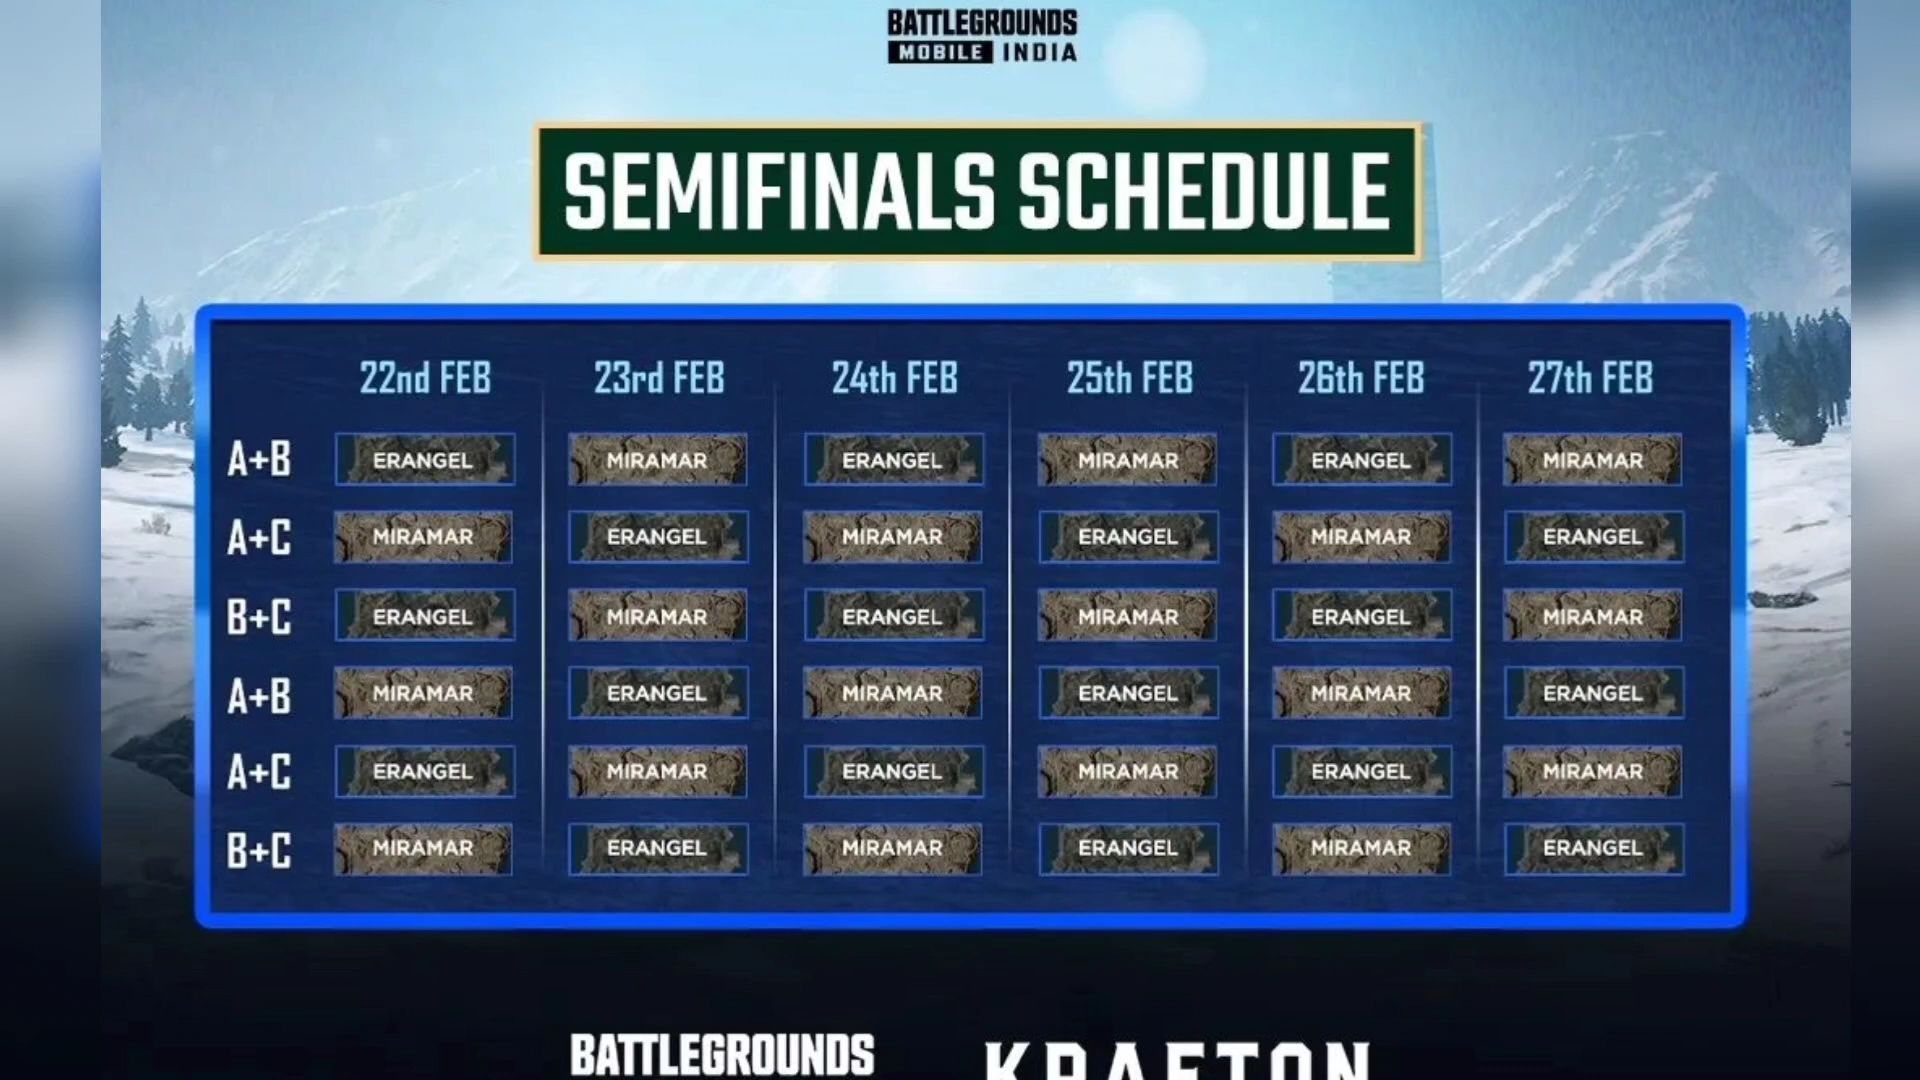 BATTLEGROUNDS
MOBILE INDIA
SEMIFINALS SCHEDULE
22nd FEB 23rd FEB 24th FEB 25th FEB 26th FEB 27th FEB
A+B ERANGEL MIRAMAR ERANGEL MIRAMAR ERANGEL MIRAMAR
A+C MIRAMAR ERANGEL MIRAMAR ERANGEL MIRAMAR ERANGEL
B+C ERANGEL MIRAMAR ERANGEL MIRAMAR ERANGEL MIRAMAR
A+B MIRAMAR ERANGEL MIRAMAR ERANGEL MIRAMAR ERANGEL
A+C ERANGEL MIRAMAR ERANGEL MIRAMAR ERANGEL MIRAMAR
B+C MIRAMAR ERANGEL MIRAMAR ERANGEL MIRAMAR ERANGEL
BATTLEGROUNDS KRAFTON